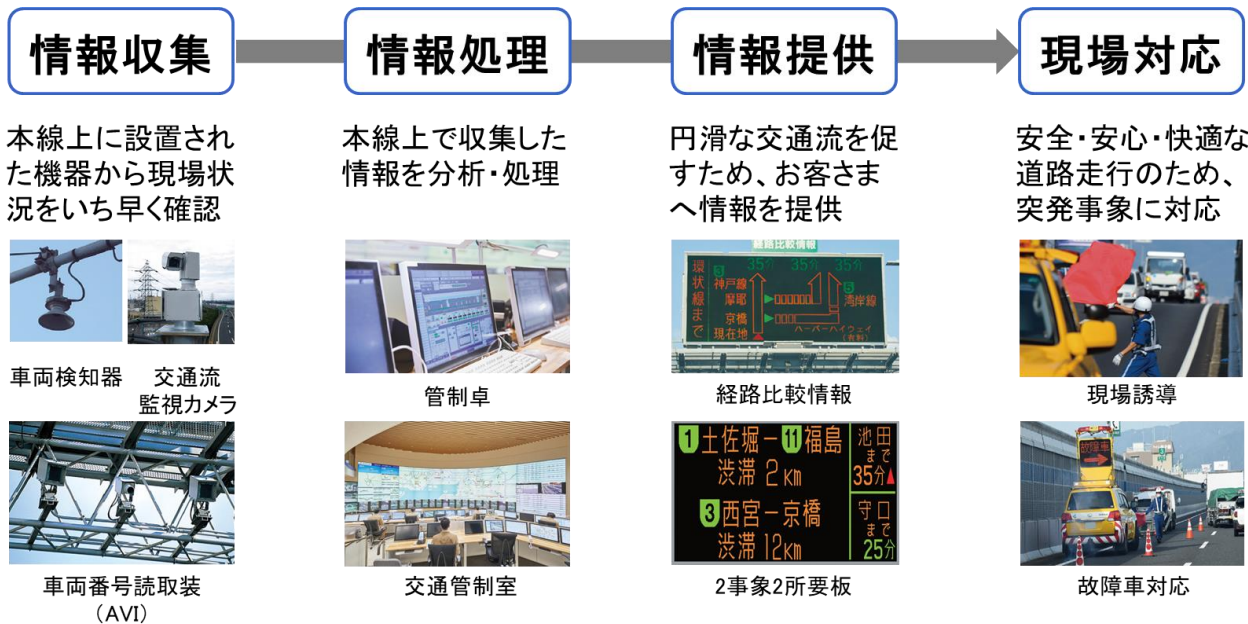 情報収集
情報処理
情報提供
現場対応
本線上に設置され
た機器から現場状
況をいち早く確認
本線上で収集した
情報を分析・処理
円滑な交通流を促
すため、お客さま
へ情報を提供
安全・安心・快適な
道路走行のため、
突発事象に対応
車両検知器
交通流
監視カメラ
車両番号読取装
（AVI）
管制卓
交通管制室
経路比較情報
環状線まで
3
35分 35分 35分
神戸線
摩耶
京橋
現在地
5
湾岸線
ハーバーハイウェイ
（有料）
経路比較情報
1土佐堀－11福島
渋滞 2km
3西宮－京橋
渋滞 12km
池田
まで
35分
守口
まで
25分
2事象2所要板
現場誘導
故障車
故障車対応